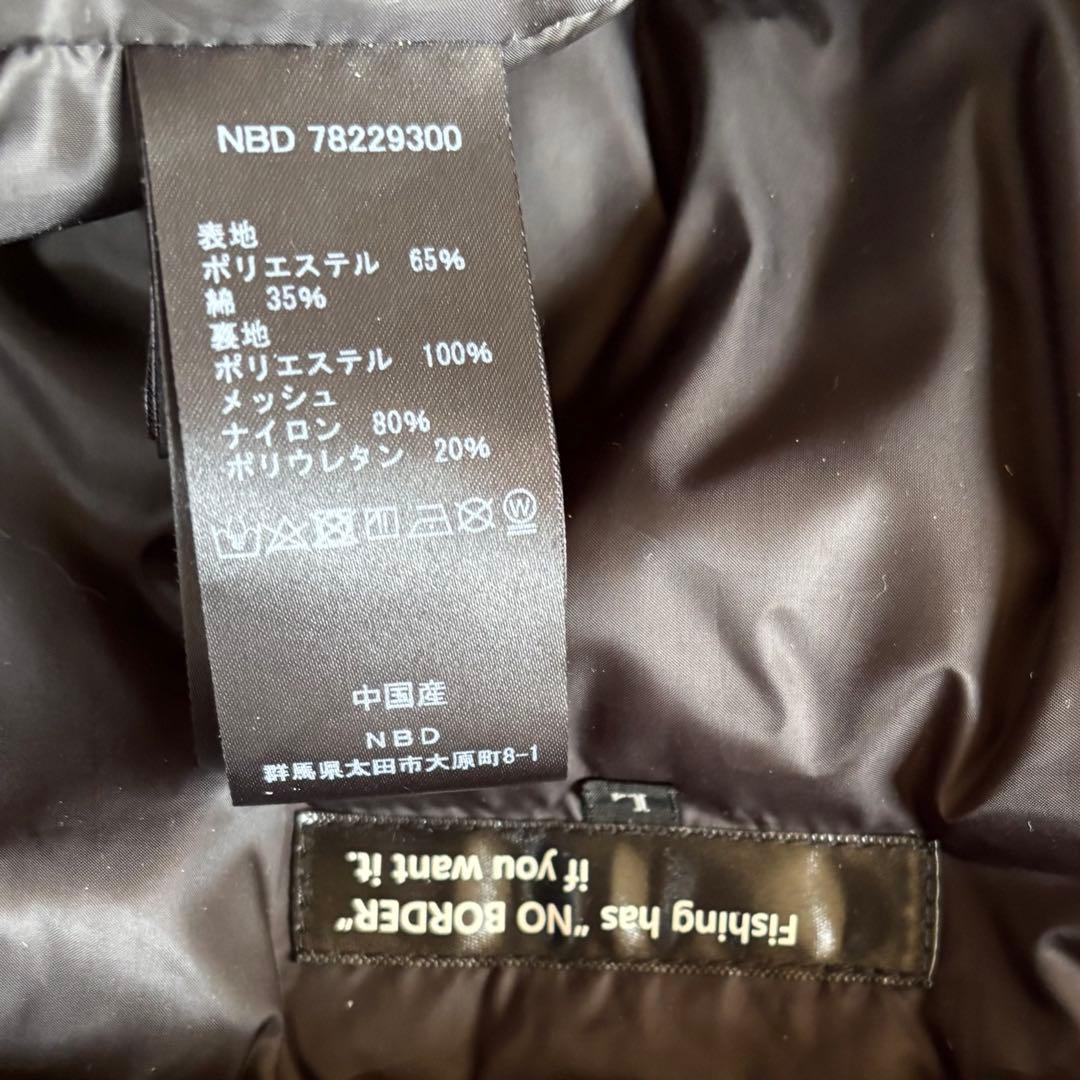 NBD 78229300
表地
ポリエステル 65%
綿 35%
裏地
ポリエステル 100%
メッシュ
ナイロン 80%
ポリウレタン 20%
W
中国産
NBD
群馬県太田市大原町8-1
L
Fishing has "NO BORDER"
if you want it.